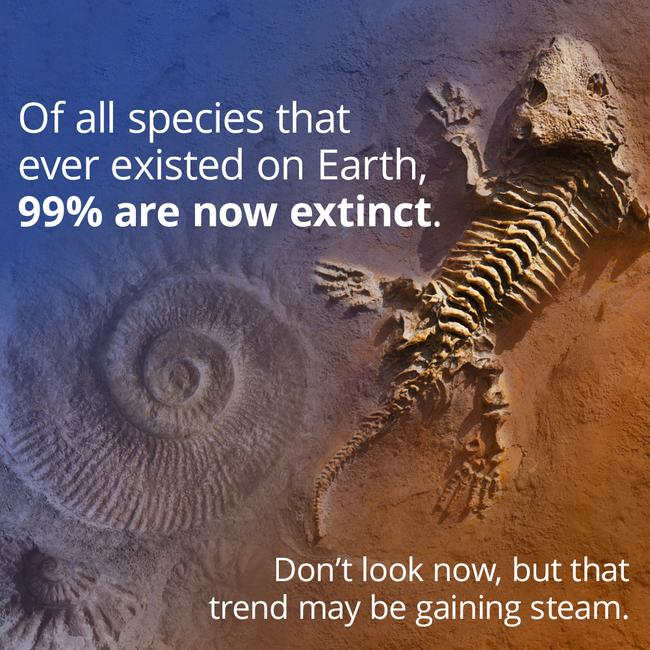 Of all species that
ever existed on Earth,
99% are now extinct.
Don’t look now, but that
trend may be gaining steam.